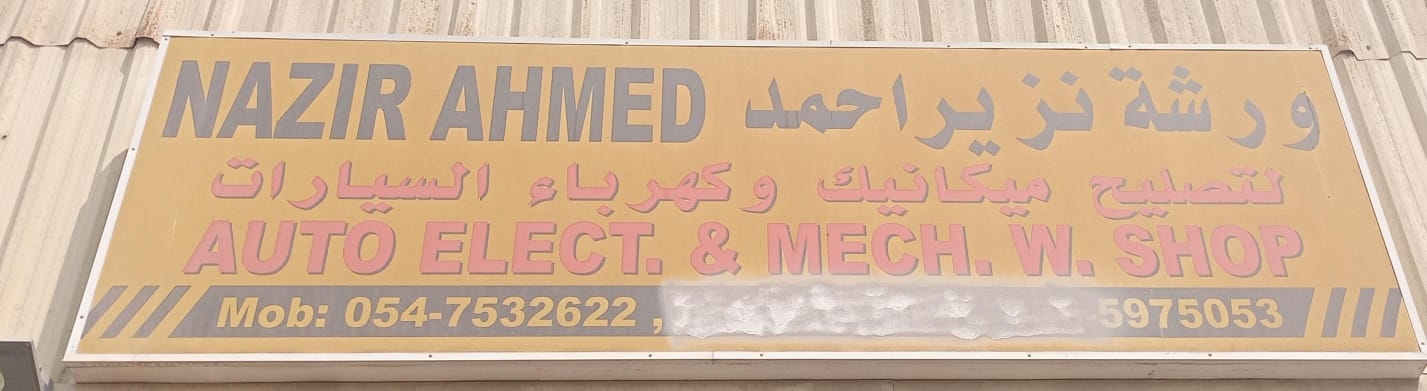 NAZIR AHMED ورشة نزير احمد
لتصليح ميكانيك وكهرباء السيارات
AUTO ELECT. & MECH. W. SHOP
Mob: 054-7532622 , -5975053